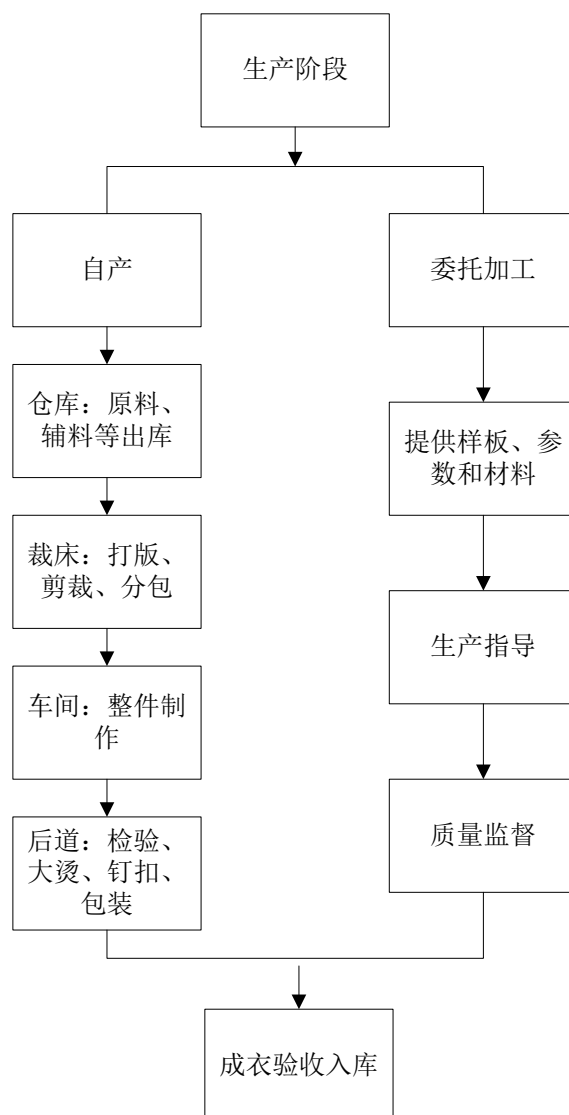 生产阶段
自产
仓库：原料、
辅料等出库
裁床：打版、
剪裁、分包
车间：整件制
作
后道：检验、
大烫、钉扣、
包装
委托加工
提供样板、参
数和材料
生产指导
质量监督
成衣验收入库